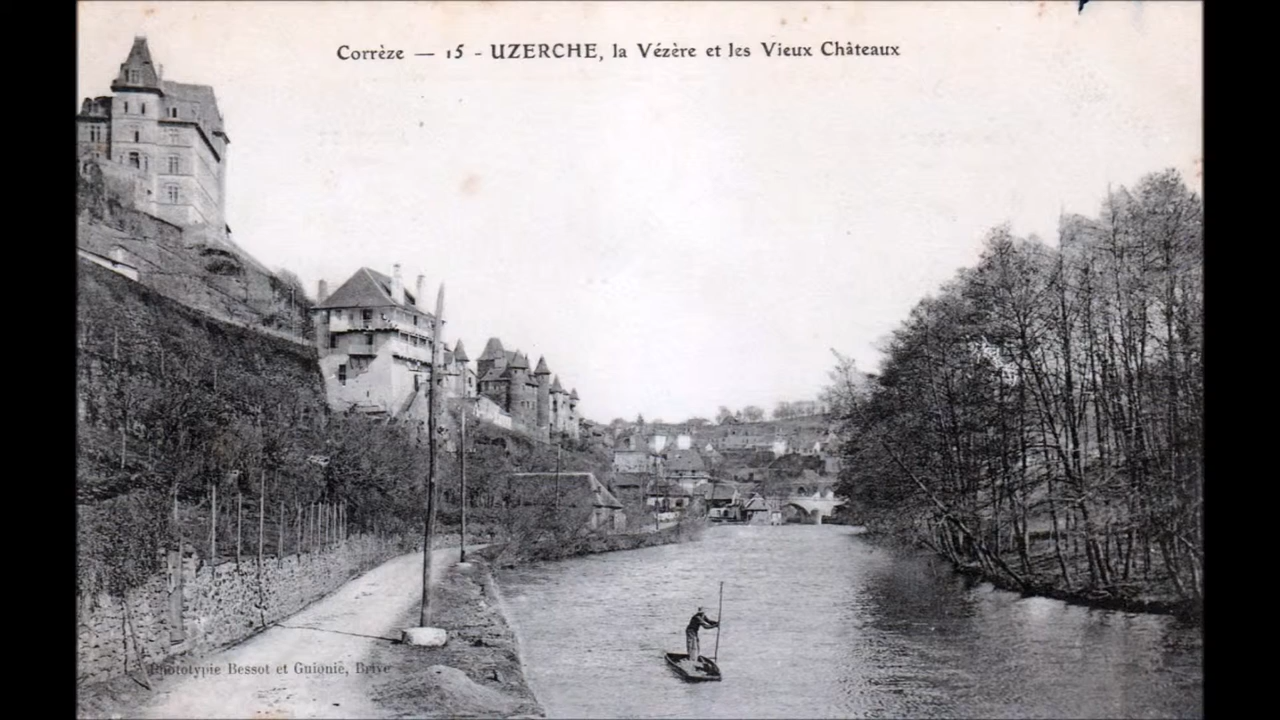 Corrèze — 15 - UZERCHE, la Vézère et les Vieux Châteaux
Phototypie Bessot et Guionie, Brive